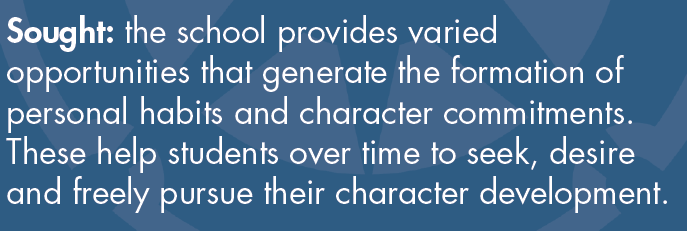 Sought: the school provides varied
opportunities that generate the formation of
personal habits and character commitments.
These help students over time to seek, desire
and freely pursue their character development.